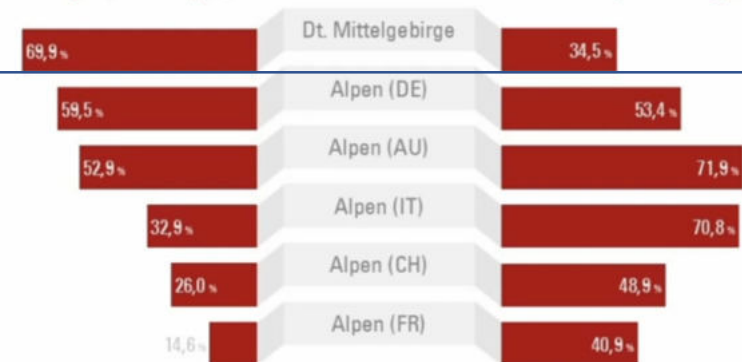 69,9 % Dt. Mittelgebirge 34,5 %
59,5 % Alpen (DE) 53,4 %
52,9 % Alpen (AU) 71,9 %
32,9 % Alpen (IT) 70,8 %
26,0 % Alpen (CH) 48,9 %
14,6 % Alpen (FR) 40,9 %